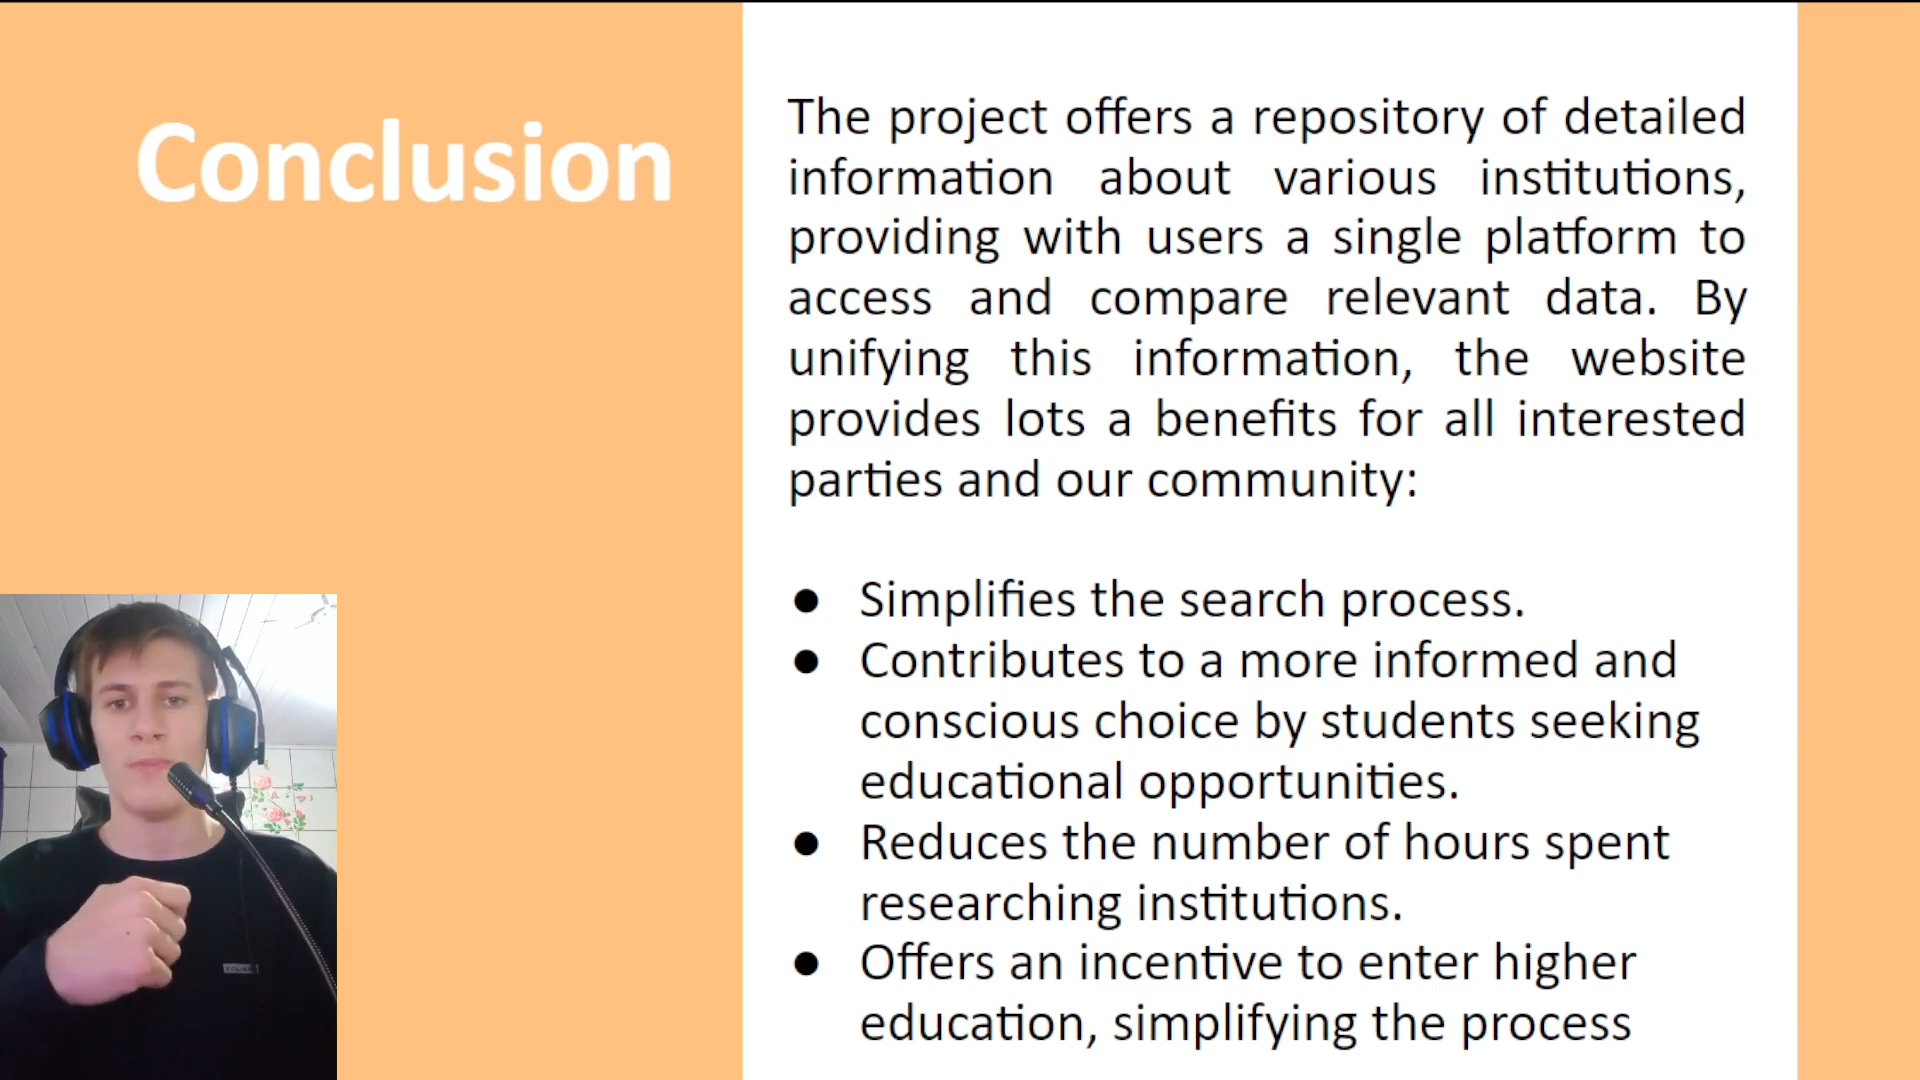 Conclusion
The project offers a repository of detailed
information about various institutions,
providing with users a single platform to
access and compare relevant data. By
unifying this information, the website
provides lots a benefits for all interested
parties and our community:
● Simplifies the search process.
● Contributes to a more informed and
conscious choice by students seeking
educational opportunities.
● Reduces the number of hours spent
researching institutions.
● Offers an incentive to enter higher
education, simplifying the process